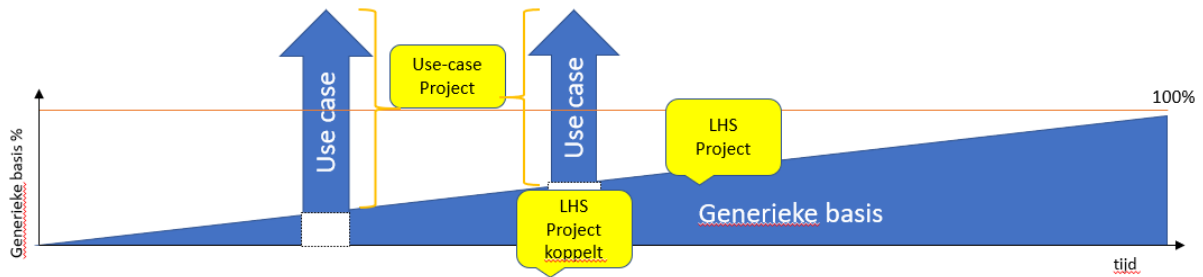 Use case
Use-case
Project
Use case
100%
LHS
Project
LHS
Project
koppelt
Generieke basis
Generieke basis %
tijd